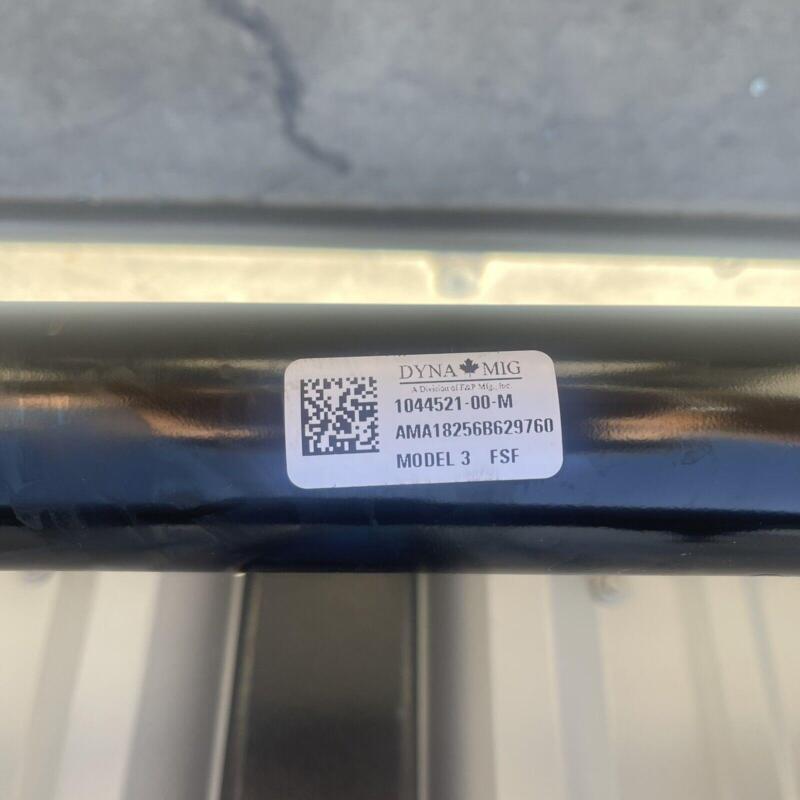 DYNA MIG
A Division of F&P Mfg., Inc.
1044521-00-M
AMA18256B629760
MODEL 3 FSF